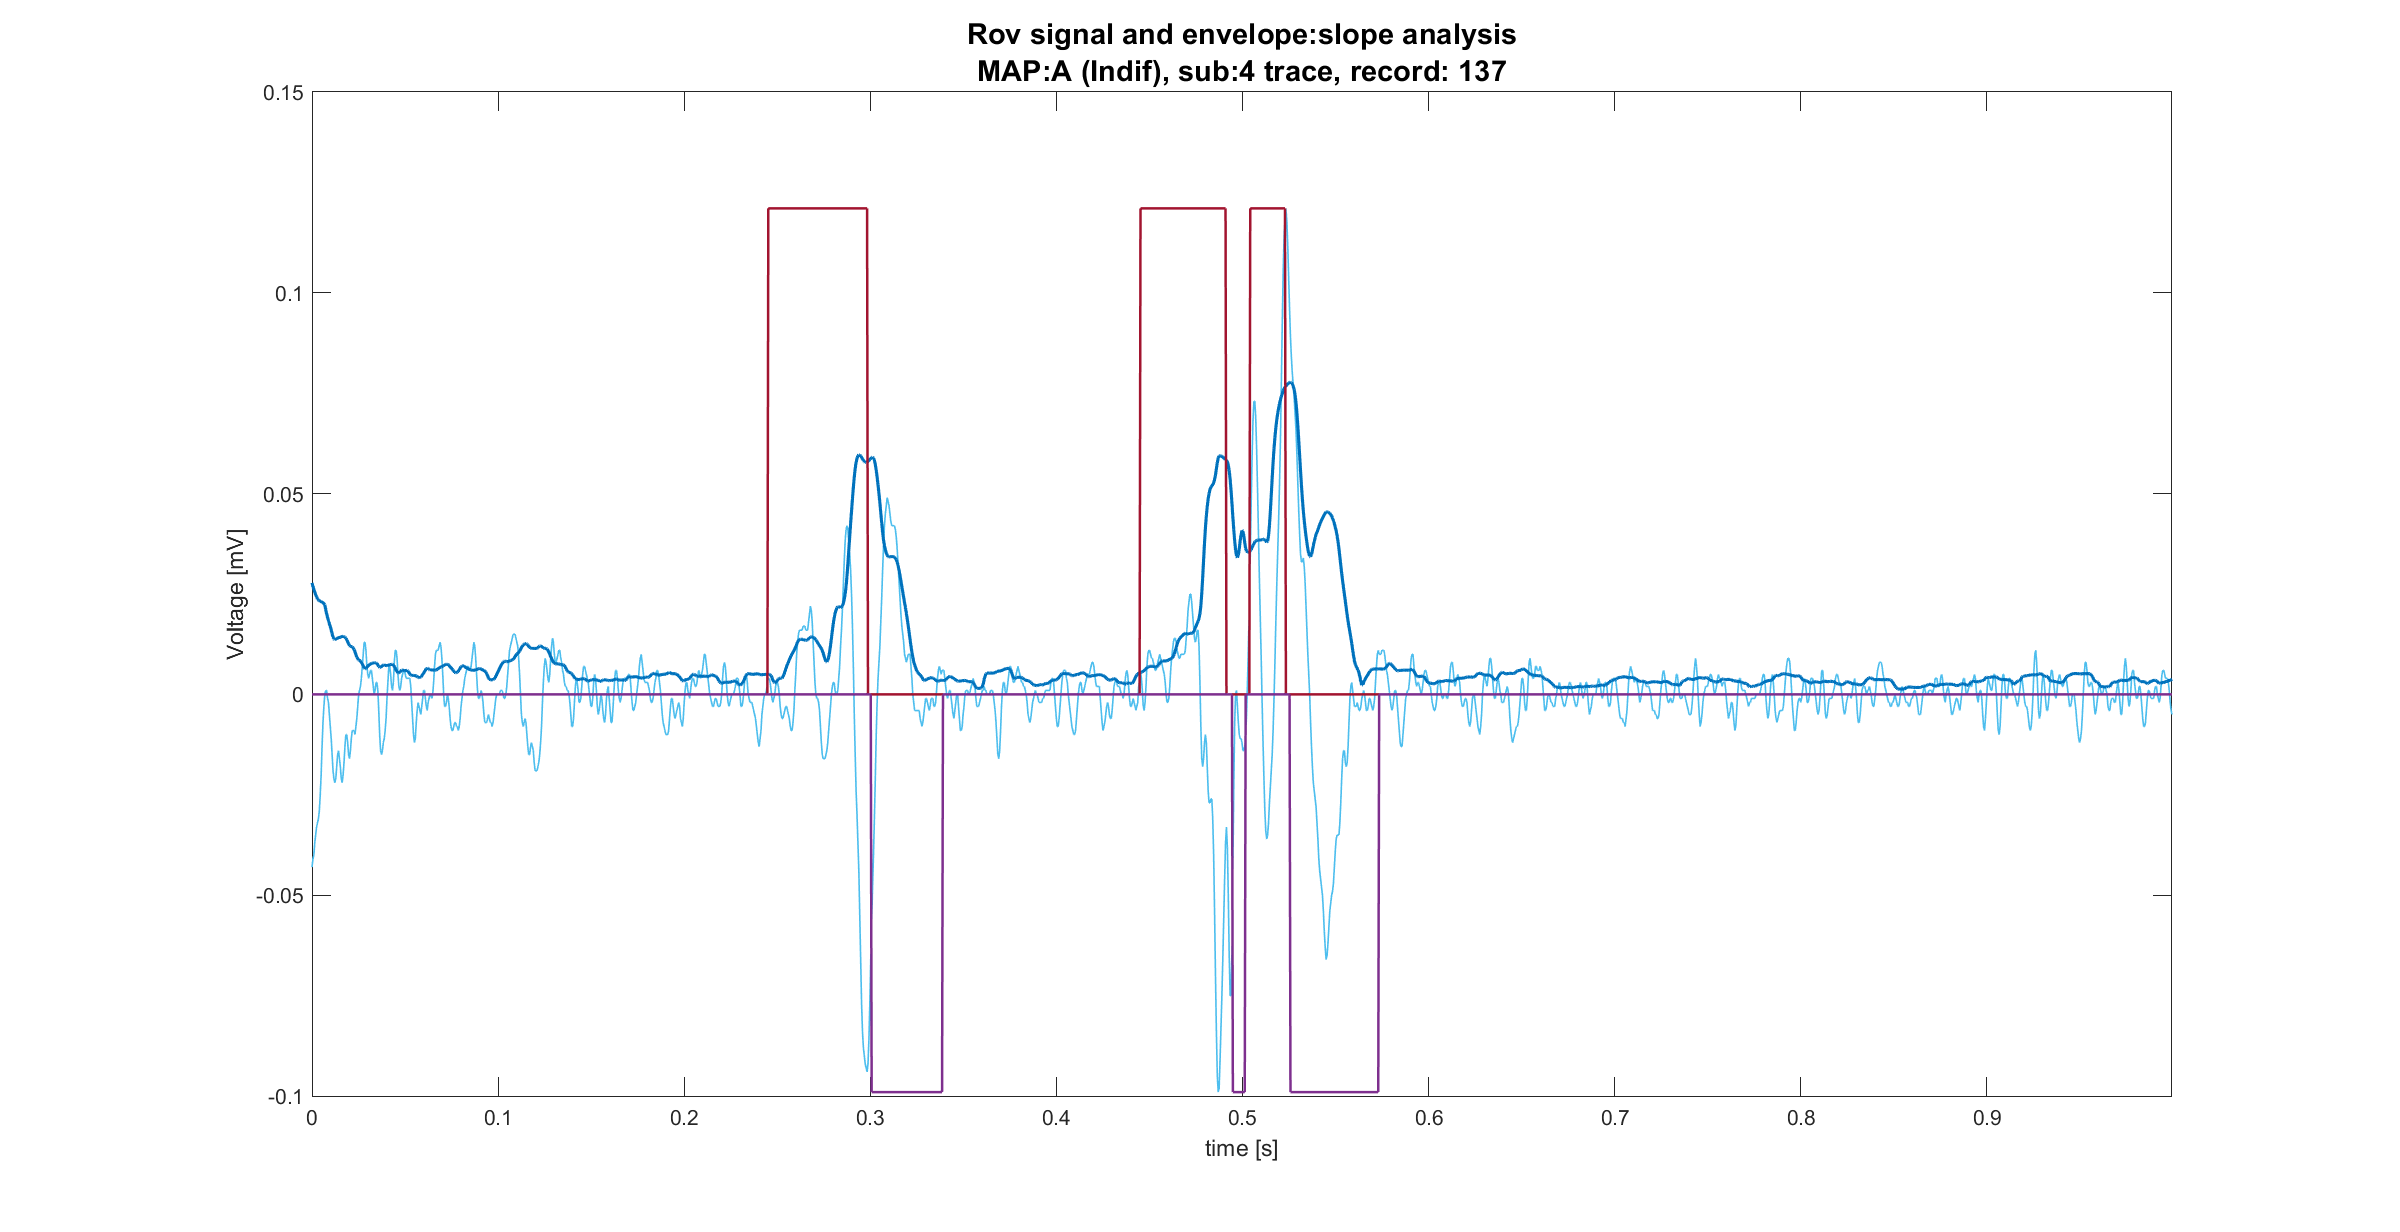 Rov signal and envelope:slope analysis
MAP:A (Indif), sub:4 trace, record: 137
0.15
0.1
0.05
0
-0.05
-0.1
Voltage [mV]
0 0.1 0.2 0.3 0.4 0.5 0.6 0.7 0.8 0.9
time [s]